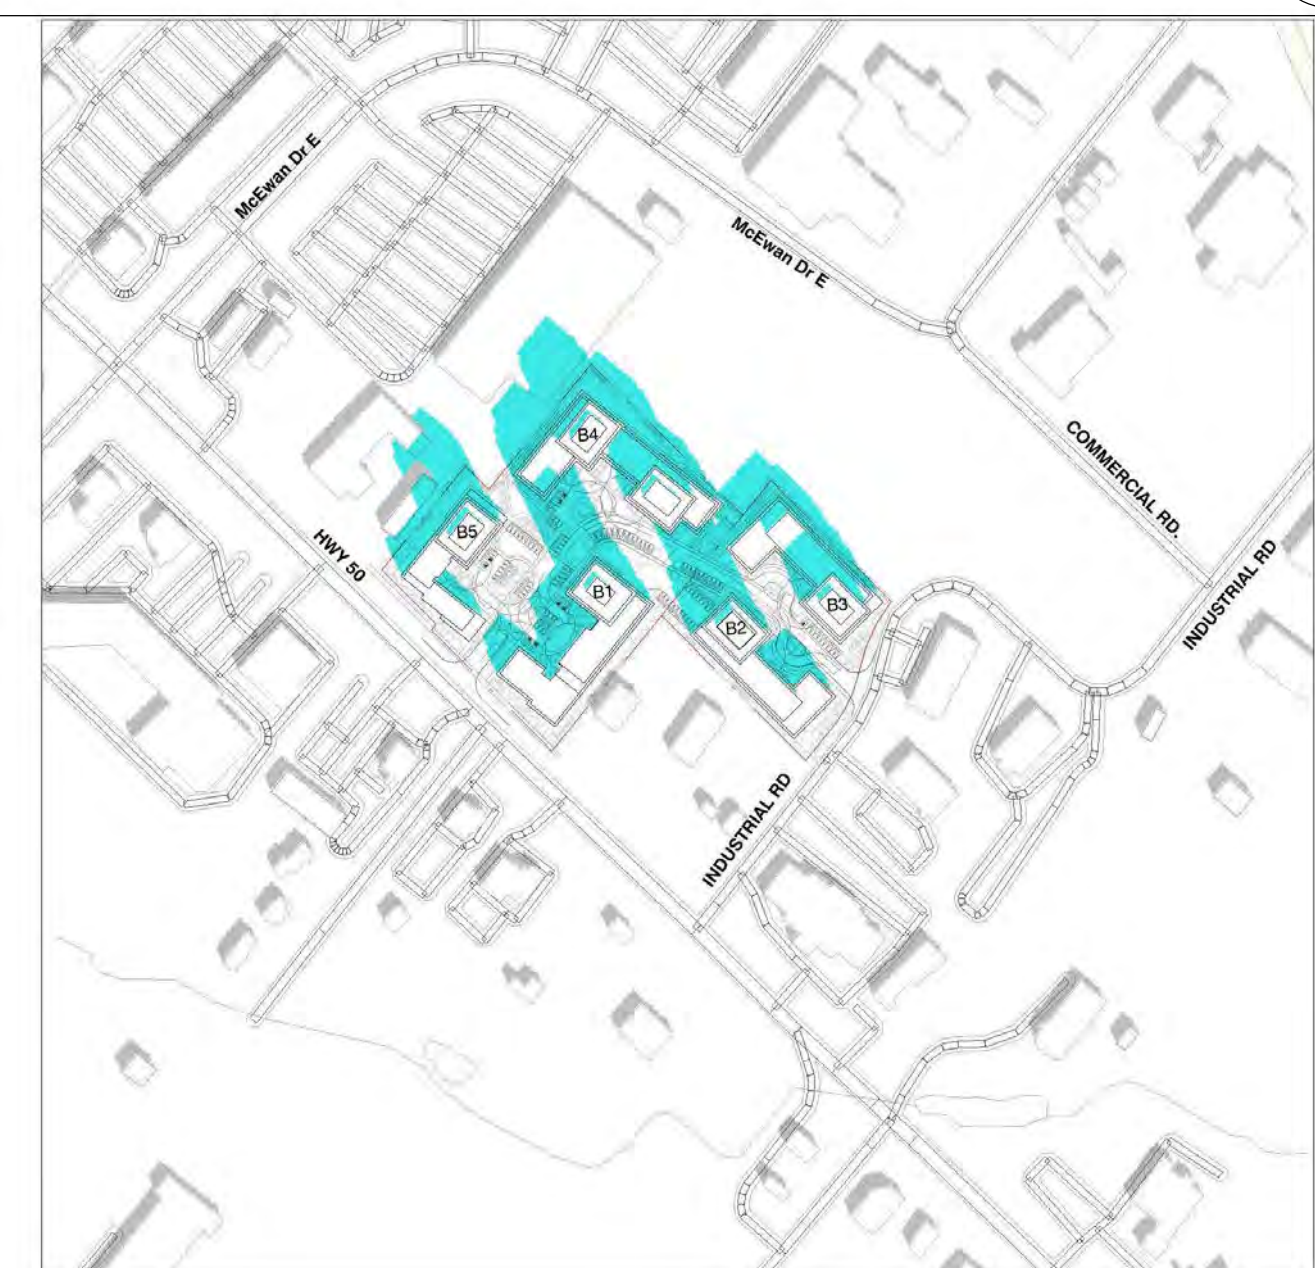 McEwan Dr E
McEwan Dr E
COMMERCIAL RD.
B4
B5
HWY 50
INDUSTRIAL RD
B1
B3
B2
INDUSTRIAL RD